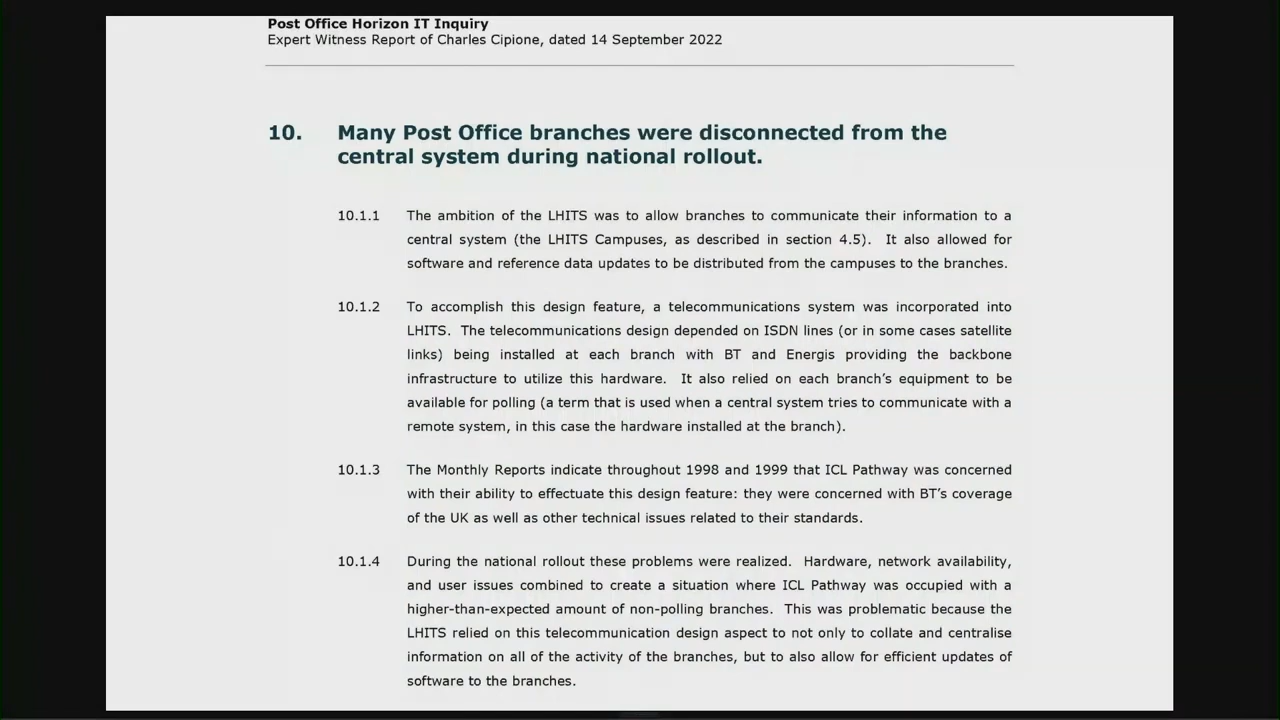 Post Office Horizon IT Inquiry
Expert Witness Report of Charles Cipione, dated 14 September 2022
10. Many Post Office branches were disconnected from the
central system during national rollout.
10.1.1 The ambition of the LHITS was to allow branches to communicate their information to a
central system (the LHITS Campuses, as described in section 4.5). It also allowed for
software and reference data updates to be distributed from the campuses to the branches.
10.1.2 To accomplish this design feature, a telecommunications system was incorporated into
LHITS. The telecommunications design depended on ISDN lines (or in some cases satellite
links) being installed at each branch with BT and Energis providing the backbone
infrastructure to utilize this hardware. It also relied on each branch’s equipment to be
available for polling (a term that is used when a central system tries to communicate with a
remote system, in this case the hardware installed at the branch).
10.1.3 The Monthly Reports indicate throughout 1998 and 1999 that ICL Pathway was concerned
with their ability to effectuate this design feature: they were concerned with BT’s coverage
of the UK as well as other technical issues related to their standards.
10.1.4 During the national rollout these problems were realized. Hardware, network availability,
and user issues combined to create a situation where ICL Pathway was occupied with a
higher-than-expected amount of non-polling branches. This was problematic because the
LHITS relied on this telecommunication design aspect to not only to collate and centralise
information on all of the activity of the branches, but to also allow for efficient updates of
software to the branches.